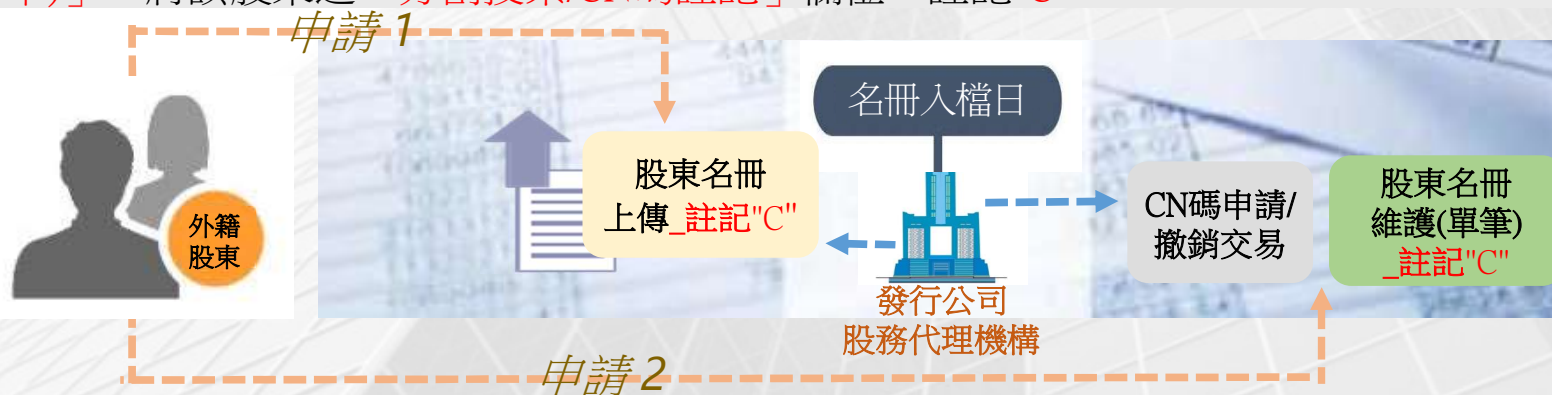 申請 1
名冊入檔日
外籍
股東
股東名冊
上傳_註記"C"
CN碼申請/
撤銷交易
股東名冊
維護(單筆)
_註記"C"
發行公司
股務代理機構
申請 2